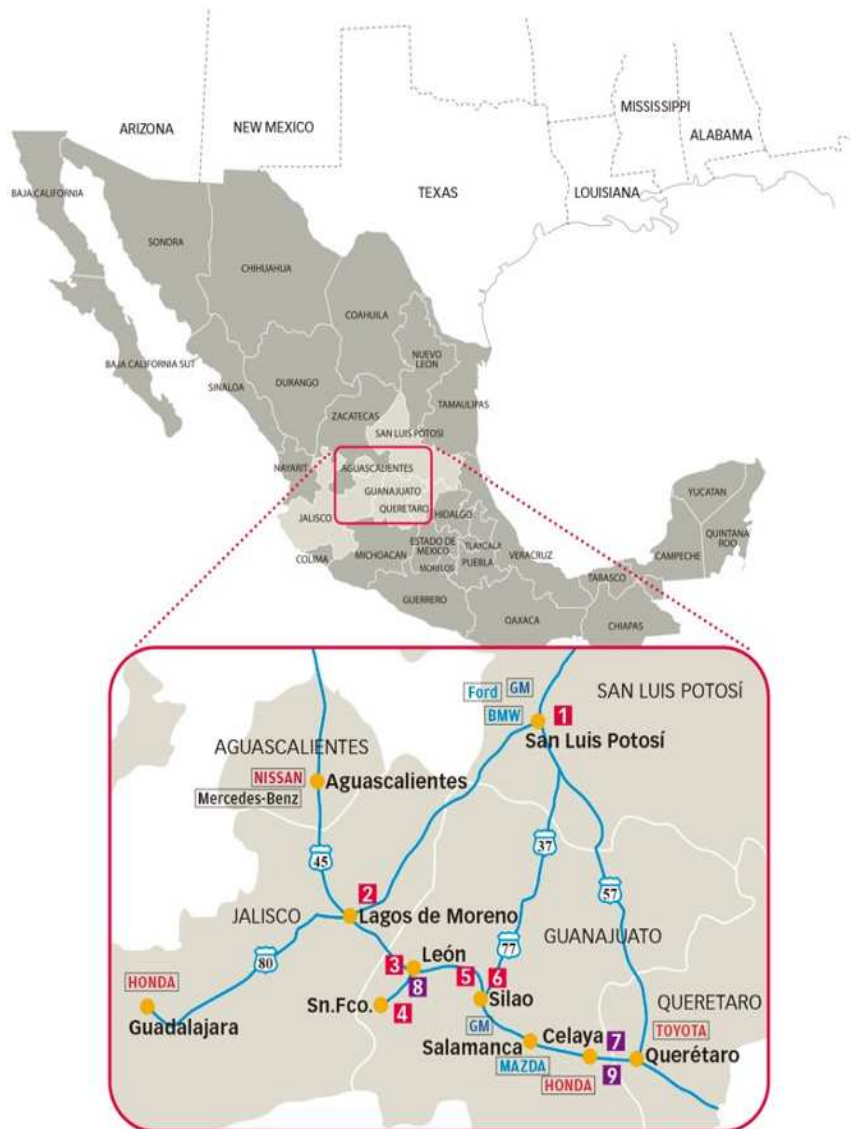 MISSISSIPPI
ARIZONA
NEW MEXICO
ALABAMA
TEXAS
LOUISIANA
BAJA CALIFORNIA
SONORA
CHIHUAHUA
COAHUILA
NUEVO
LEON
BAJA CALIFORNIA SUT
SINALOA
DURANGO
TAMAULIPAS
ZACATECAS
SAN LUIS POTOSI
NAYARIT
AGUASCALIENTES
GUANAJUATO
QUERETARO
HIDALGO
JALISCO
YUCATAN
QUINTANA
ROO
CAMPECHE
COLIMA
MICHOACAN
ESTADO DE
MEXICO
TLAXCALA
MORELOS
PUEBLA
VERACRUZ
TABASCO
GUERRERO
OAXACA
CHIAPAS
Ford GM
BMW
1
SAN LUIS POTOSÍ
San Luis Potosí
AGUASCALIENTES
NISSAN
Aguascalientes
Mercedes-Benz
45
37
57
2
JALISCO
Lagos de Moreno
77
GUANAJUATO
80
3
León
8
5
6
HONDA
Guadalajara
Sn.Fco.
4
Silao
GM
Salamanca
MAZDA
Celaya
7
HONDA
9
QUERETARO
TOYOTA
Querétaro